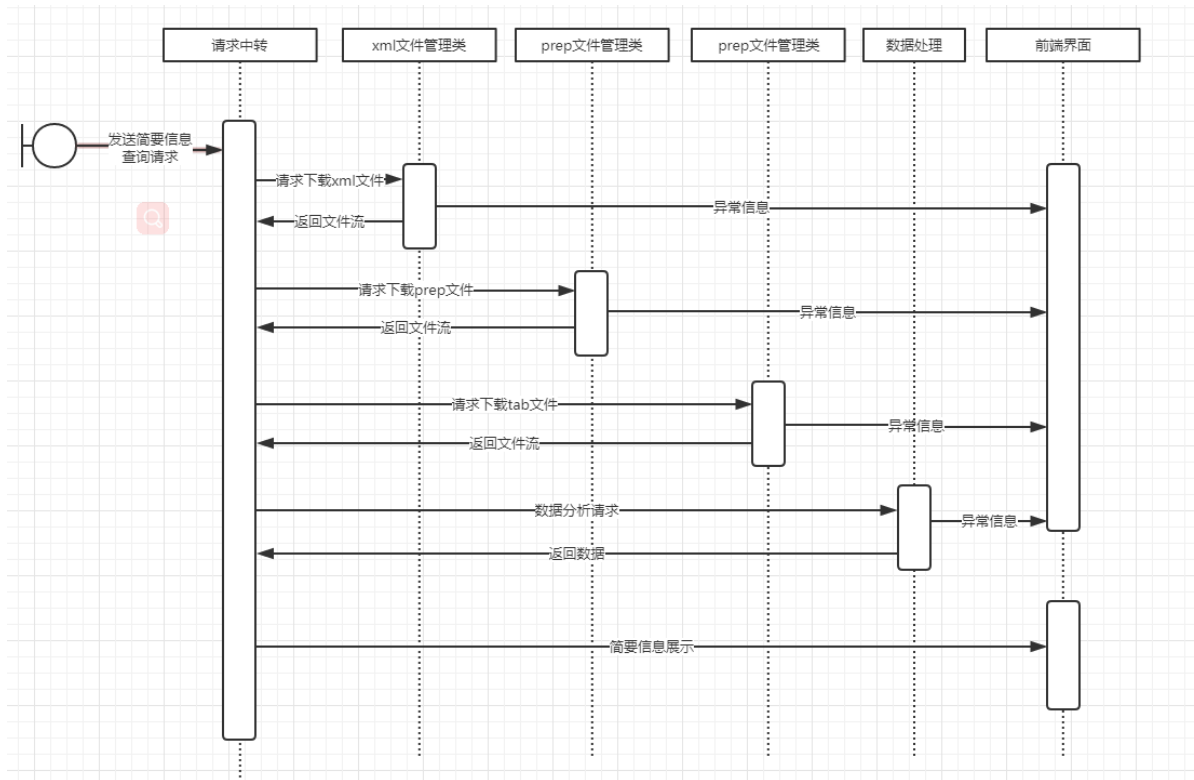 请求中转
xml文件管理类
prep文件管理类
prep文件管理类
数据处理
前端界面
发送简要信息
查询请求
请求下载xml文件
异常信息
返回文件流
请求下载prep文件
异常信息
返回文件流
请求下载tab文件
异常信息
返回文件流
数据分析请求
异常信息
返回数据
简要信息展示